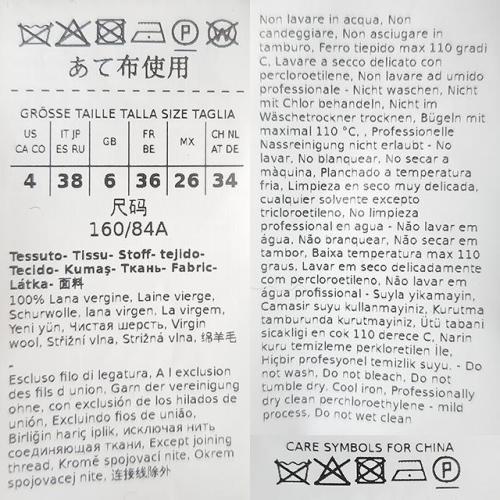 あて布使用
GRÖSSE TAILLE TALLA SIZE TAGLIA
US CA CO
IT JP ES RU
GB
FR BE
MX
CH NL AT DE
4 38 6 36 26 34
尺码
160/84A
Tessuto- Tissu- Stoff- tejido-
Tecido- Kumaş- Ткань- Fabric-
Látka- 面料
100% Lana vergine, Laine vierge,
Schurwolle, lana virgen, La virgem,
Yeni yün, Чистая шерсть, Virgin
wool, Střižní vlna, Strižná vlna, 绵羊毛
-
Escluso filo di legatura, A l exclusion
des fils d union, Garn der vereinigung
ohne, con exclusión de los hilados de
unión, Excluindo fios de união,
Birliğin hariç iplik, исключая нить
соединяющая ткани, Except joining
thread, Kromě spojovací nite, Okrem
spojovacej nite, 连接线除外
Non lavare in acqua, Non
candeggiare, Non asciugare in
tamburo, Ferro tiepido max 110 gradi
C, Lavare a secco delicato con
percloroetilene, Non lavare ad umido
professionale - Nicht waschen, Nicht
mit Chlor behandeln, Nicht im
Wäschetrockner trocknen, Bügeln mit
maximal 110 °C, , Professionelle
Nassreinigung nicht erlaubt - No
lavar, No blanquear, No secar a
màquina, Planchado a temperatura
fria, Limpieza en seco muy delicada,
cualquier solvente excepto
tricloroetileno, No limpieza
professional en agua - Não lavar em
água, Não branquear, Não secar em
tambor, Baixa temperatura max 110
graus, Lavar em seco delicadamente
com percloroetileno, Não lavar em
água profissional - Suyla yikamayin,
Camasir suyu kullanmayiniz, Kurutma
tamburunda kurutmayiniz, Ütü tabani
sicakligi en cok 110 derece C, Narin
kuru temizleme perkloretilen İle,
Hiçbir profesyonel temizlik suyu. - Do
not wash, Do not bleach, Do not
tumble dry. Cool iron, Professionally
dry clean perchloroethylene - mild
process, Do not wet clean
CARE SYMBOLS FOR CHINA